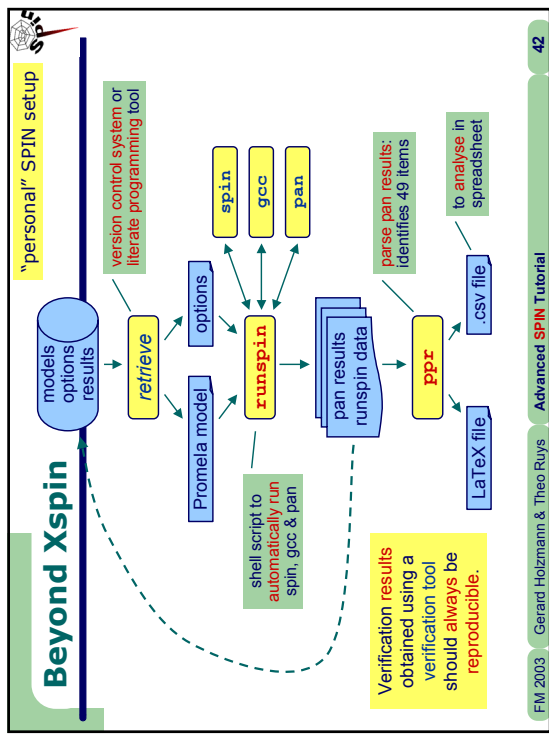 Beyond Xspin
"personal" SPIN setup
Spin
models
options
results
retrieve
version control system or
literate programming tool
Promela model
options
runspin
spin
gcc
pan
shell script to
automatically run
spin, gcc & pan
pan results
runspin data
ppr
parse pan results:
identifies 49 items
LaTeX file
.csv file
to analyse in
spreadsheet
Verification results
obtained using a
verification tool
should always be
reproducible.
FM 2003 Gerard Holzmann & Theo Ruys Advanced SPIN Tutorial 42